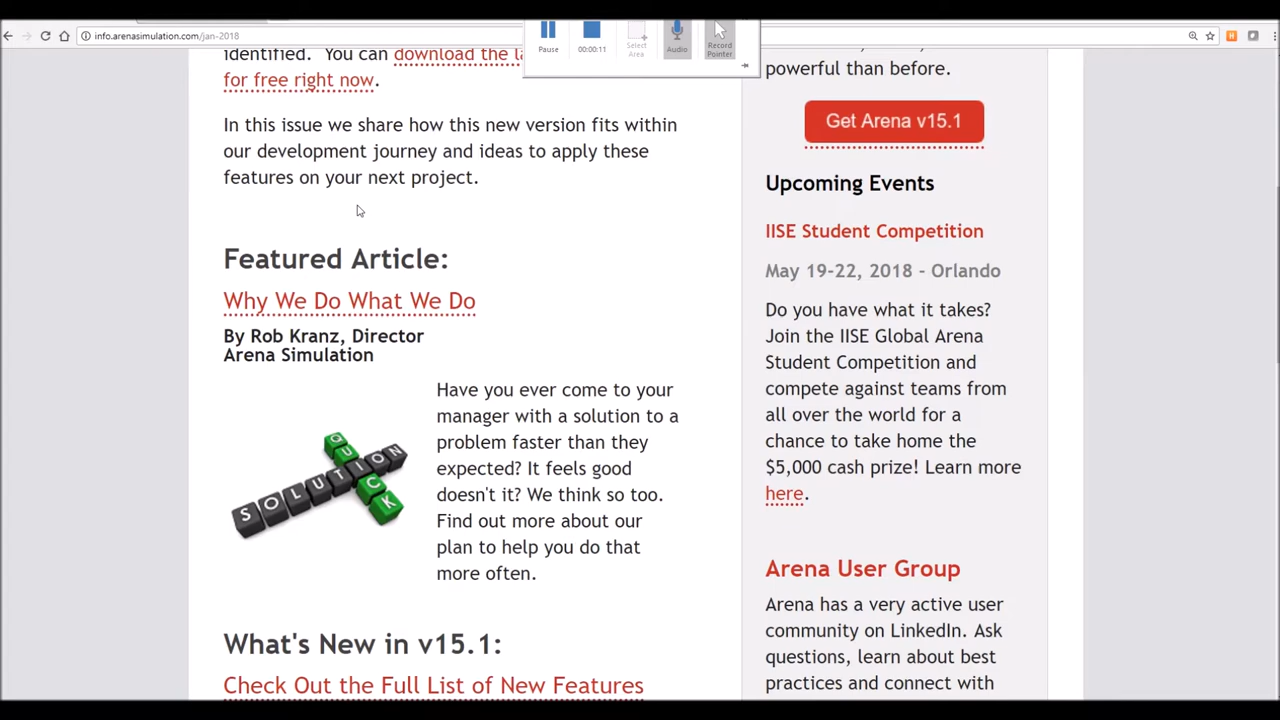 info.arenasimulation.com/jan-2018
Pause
00:00:11
Select
Area
Audio
Record
Pointer
identified.  You can download the la
for free right now.
In this issue we share how this new version fits within
our development journey and ideas to apply these
features on your next project.
Featured Article:
Why We Do What We Do
By Rob Kranz, Director
Arena Simulation
SOLUTION
QUICK
Have you ever come to your
manager with a solution to a
problem faster than they
expected? It feels good
doesn't it? We think so too.
Find out more about our
plan to help you do that
more often.
What's New in v15.1:
Check Out the Full List of New Features
powerful than before.
Get Arena v15.1
Upcoming Events
IISE Student Competition
May 19-22, 2018 - Orlando
Do you have what it takes?
Join the IISE Global Arena
Student Competition and
compete against teams from
all over the world for a
chance to take home the
$5,000 cash prize! Learn more
here.
Arena User Group
Arena has a very active user
community on LinkedIn. Ask
questions, learn about best
practices and connect with